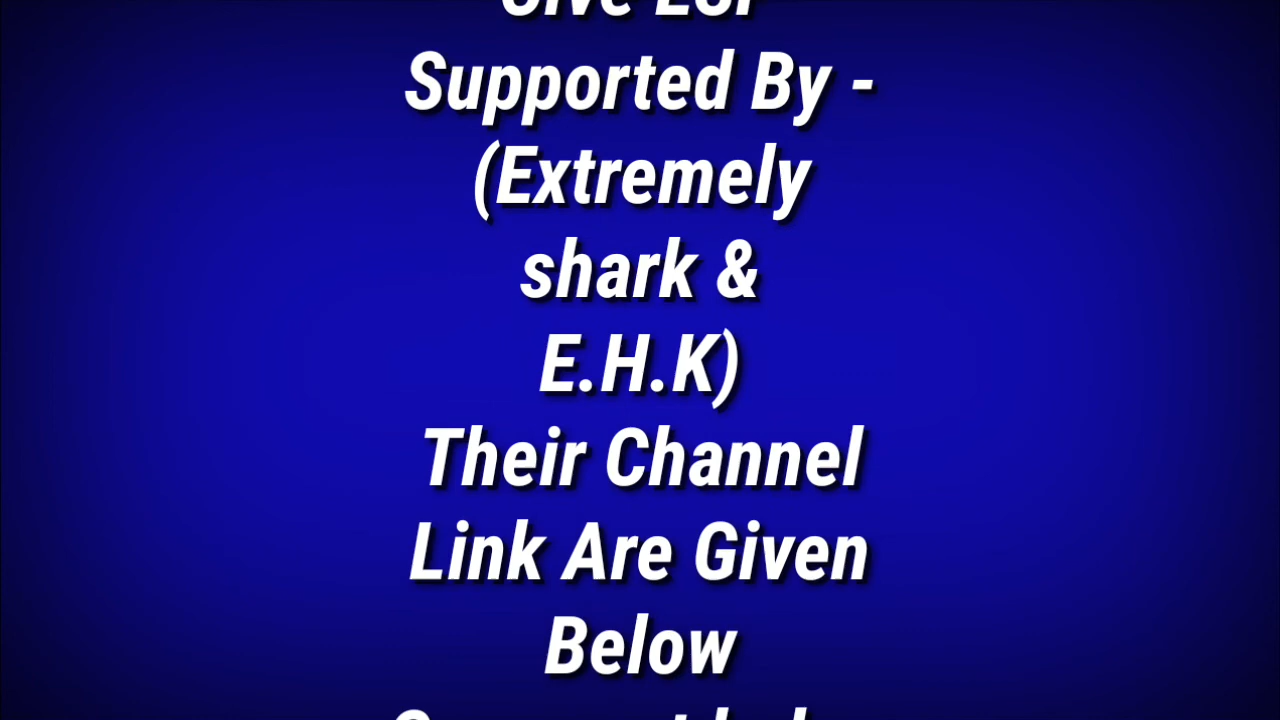 Supported By -
(Extremely
shark &
E.H.K)
Their Channel
Link Are Given
Below